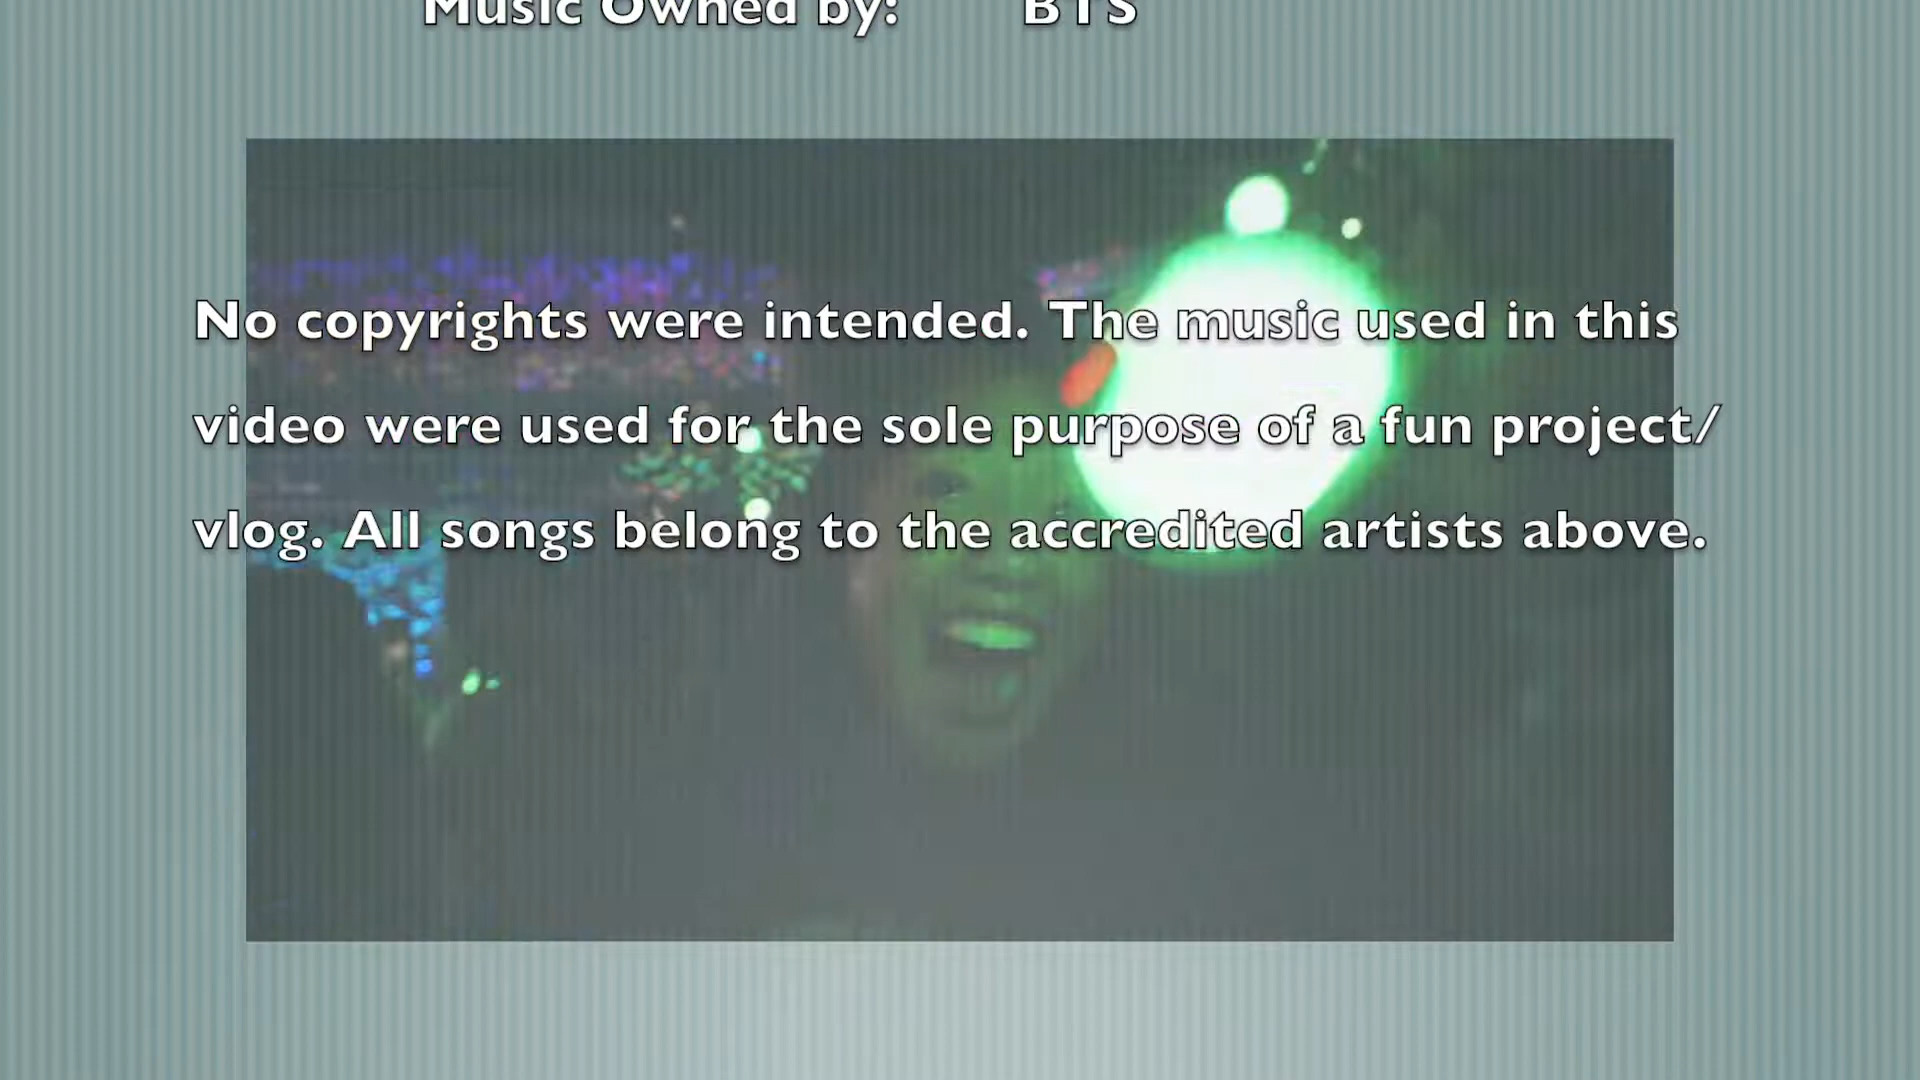 Music Owned by: BTS
No copyrights were intended. The music used in this
video were used for the sole purpose of a fun project/
vlog. All songs belong to the accredited artists above.